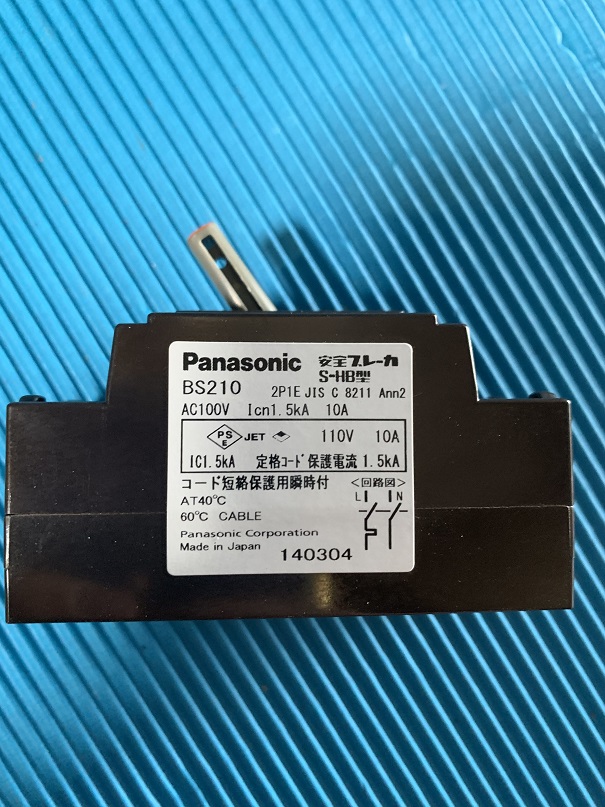 Panasonic 安全ブレーカ
S-HB型
BS210 2P1E JIS C 8211 Ann2
AC100V Icn1.5kA 10A
PS E JET 110V 10A
IC1.5kA 定格コード保護電流 1.5kA
コード短絡保護用瞬時付 <回路図>
AT40℃ L N
60℃ CABLE
Panasonic Corporation
Made in Japan 140304